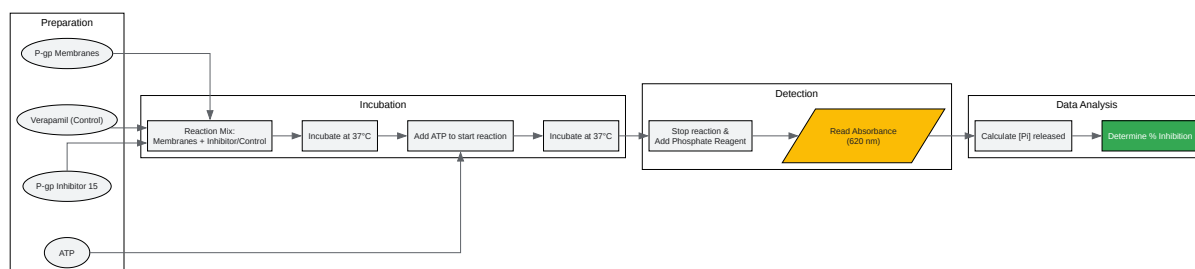 Preparation
P-gp Membranes
Verapamil (Control)
P-gp Inhibitor 15
ATP
Incubation
Reaction Mix:
Membranes + Inhibitor/Control
Incubate at 37°C
Add ATP to start reaction
Incubate at 37°C
Detection
Stop reaction &
Add Phosphate Reagent
Read Absorbance
(620 nm)
Data Analysis
Calculate [Pi] released
Determine % Inhibition